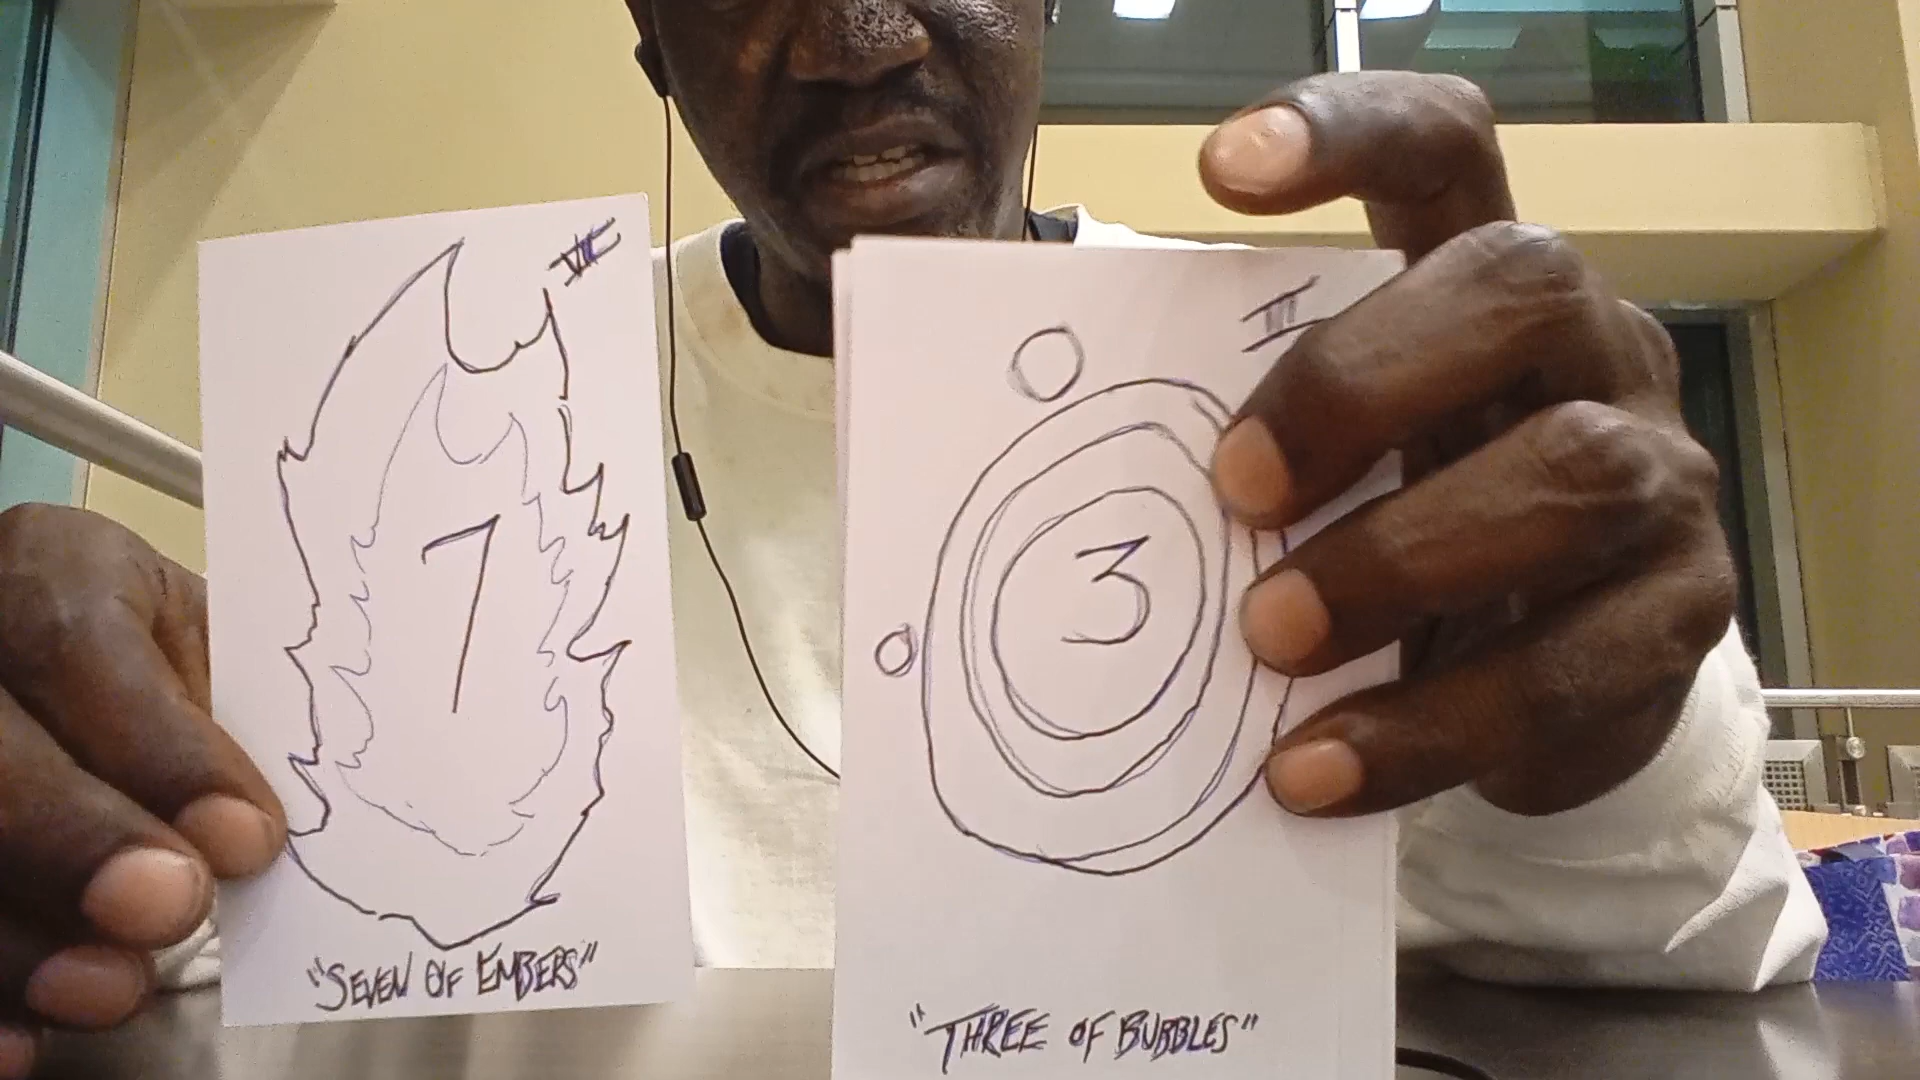 VII
7
"SEVEN OF EMBERS"
III
3
"THREE OF BUBBLES"